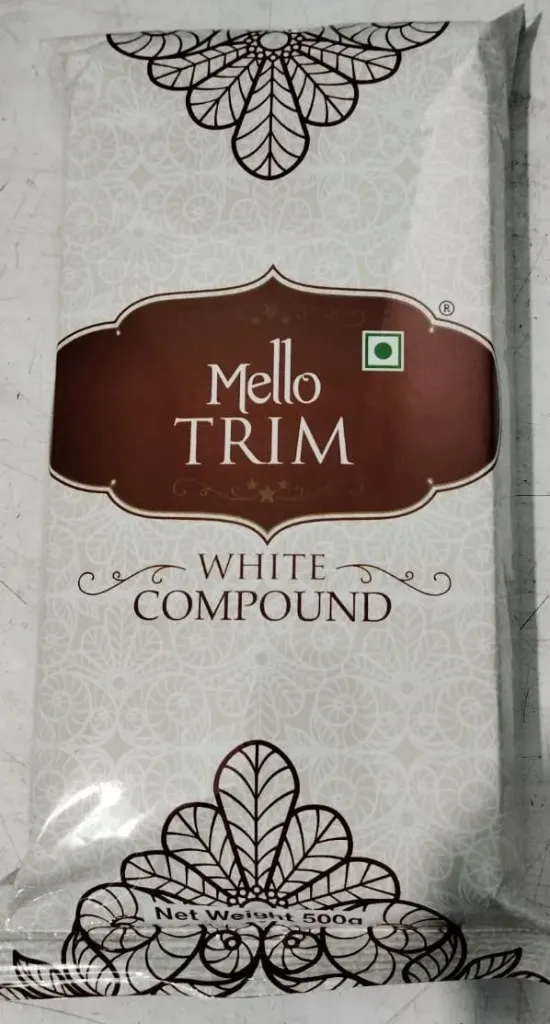 ®
Mello
TRIM
WHITE
COMPOUND
Net Weight 500g